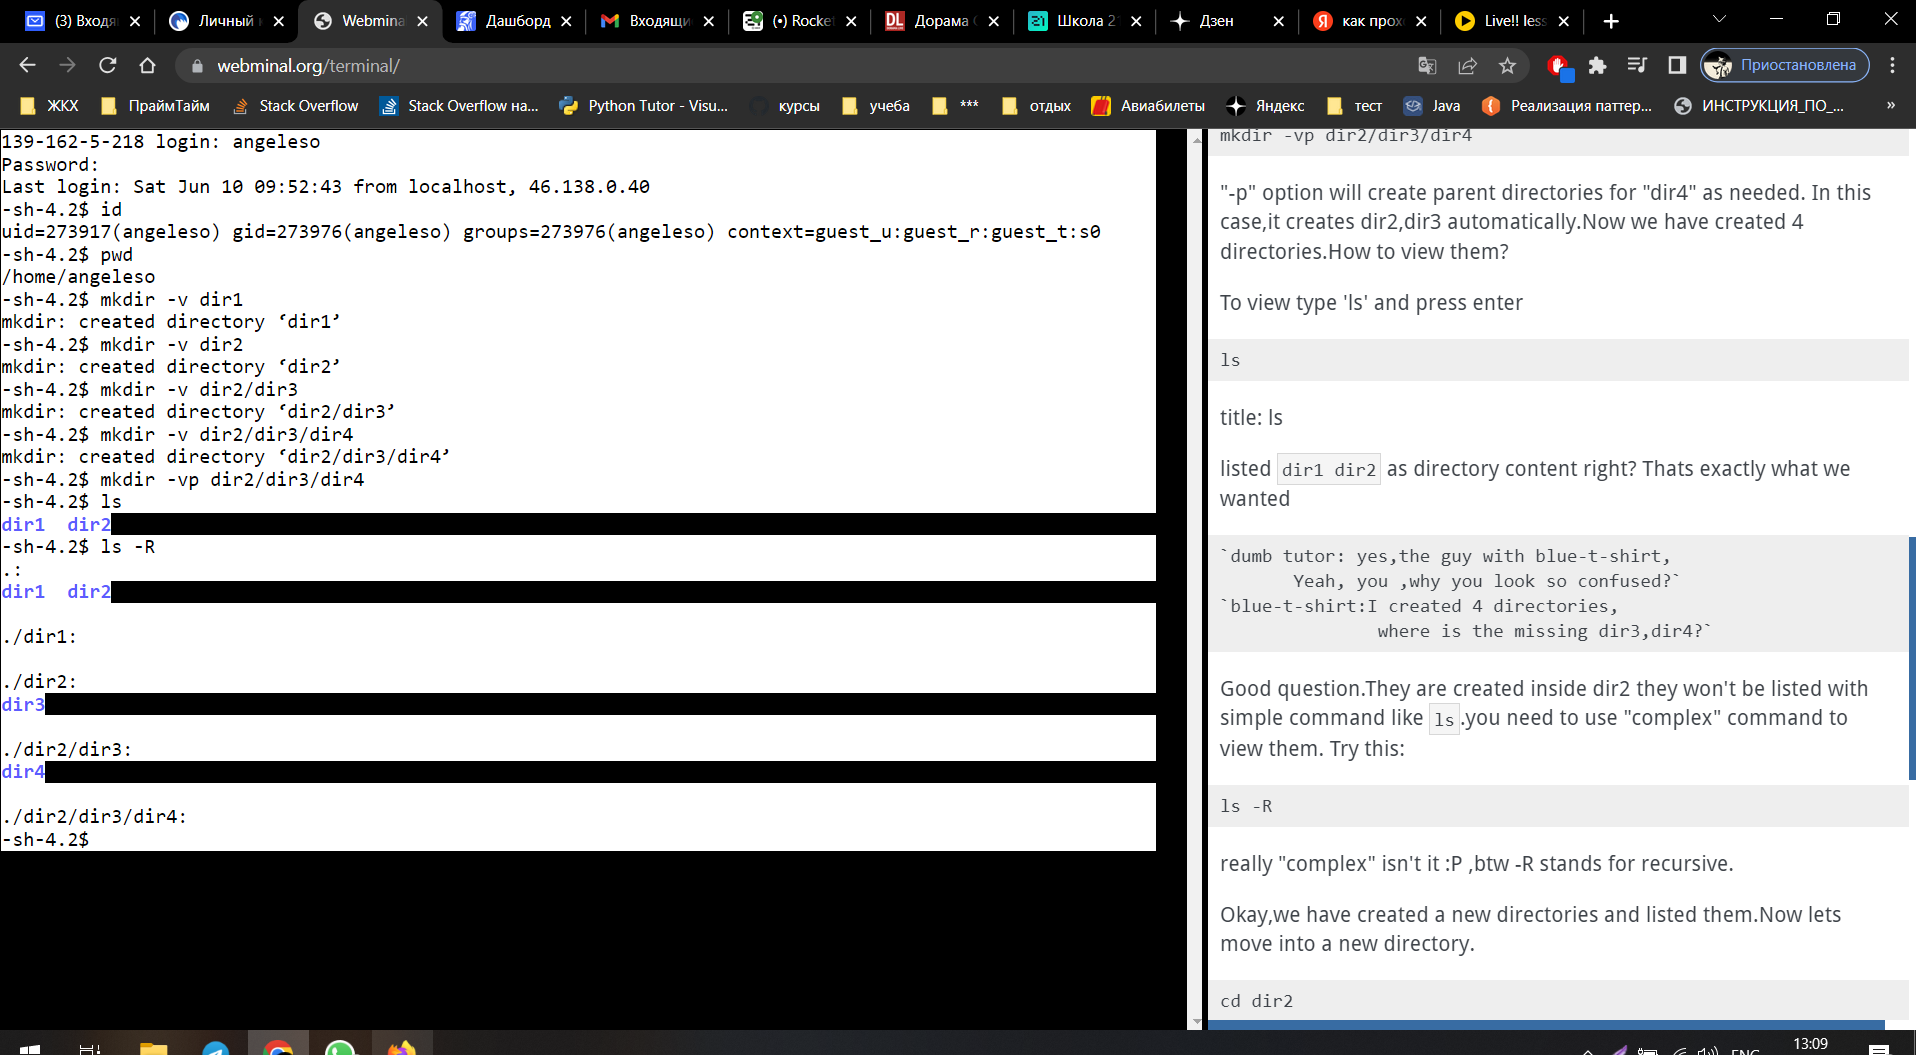 (3) Входя
Личный
Webmina
Дашборд
Входящи
(•) Rocke
DL
Дорама
21
Школа 2
Дзен
Я
как прох
Live!! less
webminal.org/terminal/
Приостановлена
ЖКХ
ПраймТайм
Stack Overflow
Stack Overflow на...
Python Tutor - Visu...
курсы
учеба
***
отдых
Авиабилеты
Яндекс
тест
Java
Реализация паттер...
ИНСТРУКЦИЯ_ПО_...
»
139-162-5-218 login: angeleso
Password:
Last login: Sat Jun 10 09:52:43 from localhost, 46.138.0.40
-sh-4.2$ id
uid=273917(angeleso) gid=273976(angeleso) groups=273976(angeleso) context=guest_u:guest_r:guest_t:s0
-sh-4.2$ pwd
/home/angeleso
-sh-4.2$ mkdir -v dir1
mkdir: created directory ‘dir1’
-sh-4.2$ mkdir -v dir2
mkdir: created directory ‘dir2’
-sh-4.2$ mkdir -v dir2/dir3
mkdir: created directory ‘dir2/dir3’
-sh-4.2$ mkdir -v dir2/dir3/dir4
mkdir: created directory ‘dir2/dir3/dir4’
-sh-4.2$ mkdir -vp dir2/dir3/dir4
-sh-4.2$ ls
dir1  dir2
-sh-4.2$ ls -R
.:
dir1  dir2
./dir1:
./dir2:
dir3
./dir2/dir3:
dir4
./dir2/dir3/dir4:
-sh-4.2$
mkdir -vp dir2/dir3/dir4
"-p" option will create parent directories for "dir4" as needed. In this
case,it creates dir2,dir3 automatically.Now we have created 4
directories.How to view them?
To view type 'ls' and press enter
ls
title: ls
listed dir1 dir2 as directory content right? Thats exactly what we
wanted
`dumb tutor: yes,the guy with blue-t-shirt,
Yeah, you ,why you look so confused?`
`blue-t-shirt:I created 4 directories,
where is the missing dir3,dir4?`
Good question.They are created inside dir2 they won't be listed with
simple command like ls.you need to use "complex" command to
view them. Try this:
ls -R
really "complex" isn't it :P ,btw -R stands for recursive.
Okay,we have created a new directories and listed them.Now lets
move into a new directory.
cd dir2
ENG
13:09